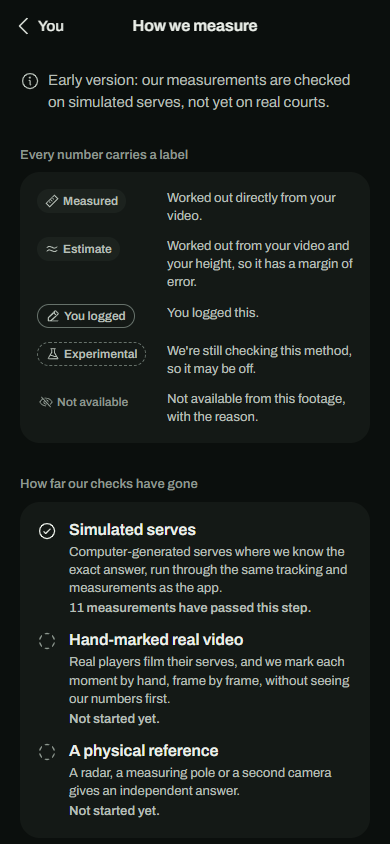 You
How we measure
Early version: our measurements are checked
on simulated serves, not yet on real courts.
Every number carries a label
Measured
Worked out directly from your
video.
Estimate
Worked out from your video and
your height, so it has a margin of
error.
You logged
You logged this.
Experimental
We're still checking this method,
so it may be off.
Not available
Not available from this footage,
with the reason.
How far our checks have gone
Simulated serves
Computer-generated serves where we know the
exact answer, run through the same tracking and
measurements as the app.
11 measurements have passed this step.
Hand-marked real video
Real players film their serves, and we mark each
moment by hand, frame by frame, without seeing
our numbers first.
Not started yet.
A physical reference
A radar, a measuring pole or a second camera
gives an independent answer.
Not started yet.